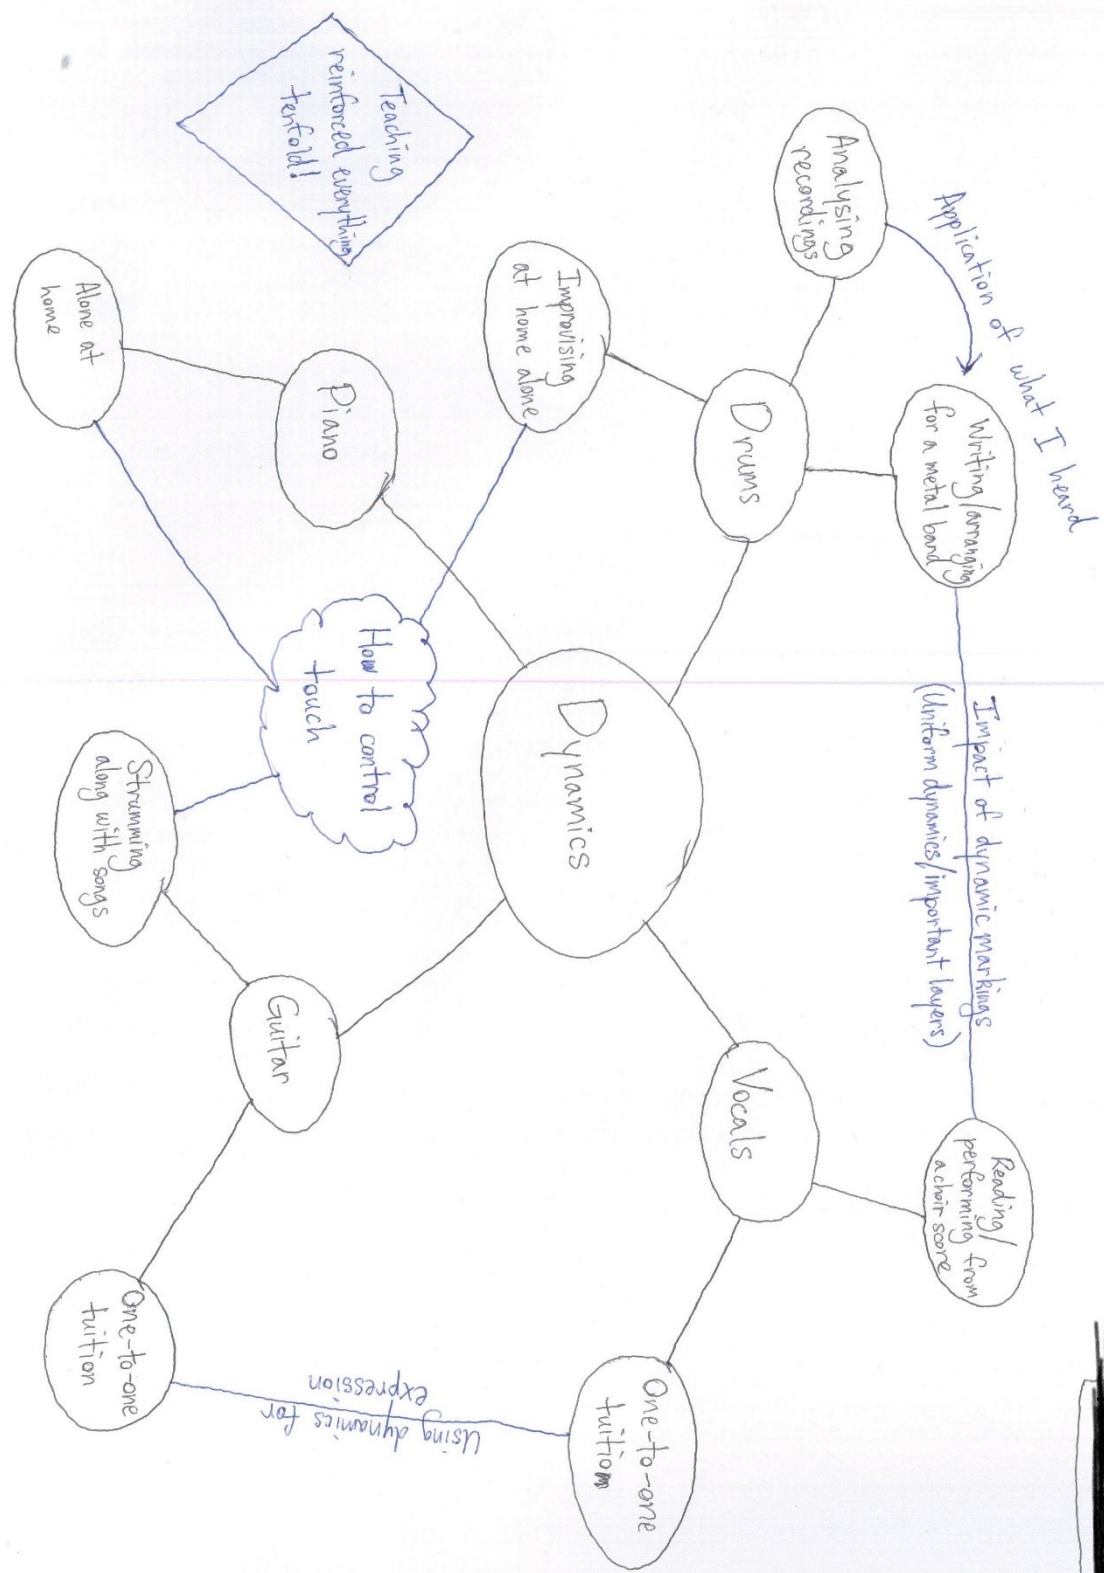 Application of what I heard
Analysing
recordings
Writing/arranging
for a metal band
Impact of dynamic markings
(Uniform dynamics/important layers)
Reading/
performing from
a choir score
Drums
Vocals
Improvising
at home alone
Dynamics
One-to-one
tuition
Teaching
reinforced everything
tenfold!
Piano
How to control
touch
Guitar
Using dynamics for
expression
Alone at
home
Strumming
along with songs
One-to-one
tuition